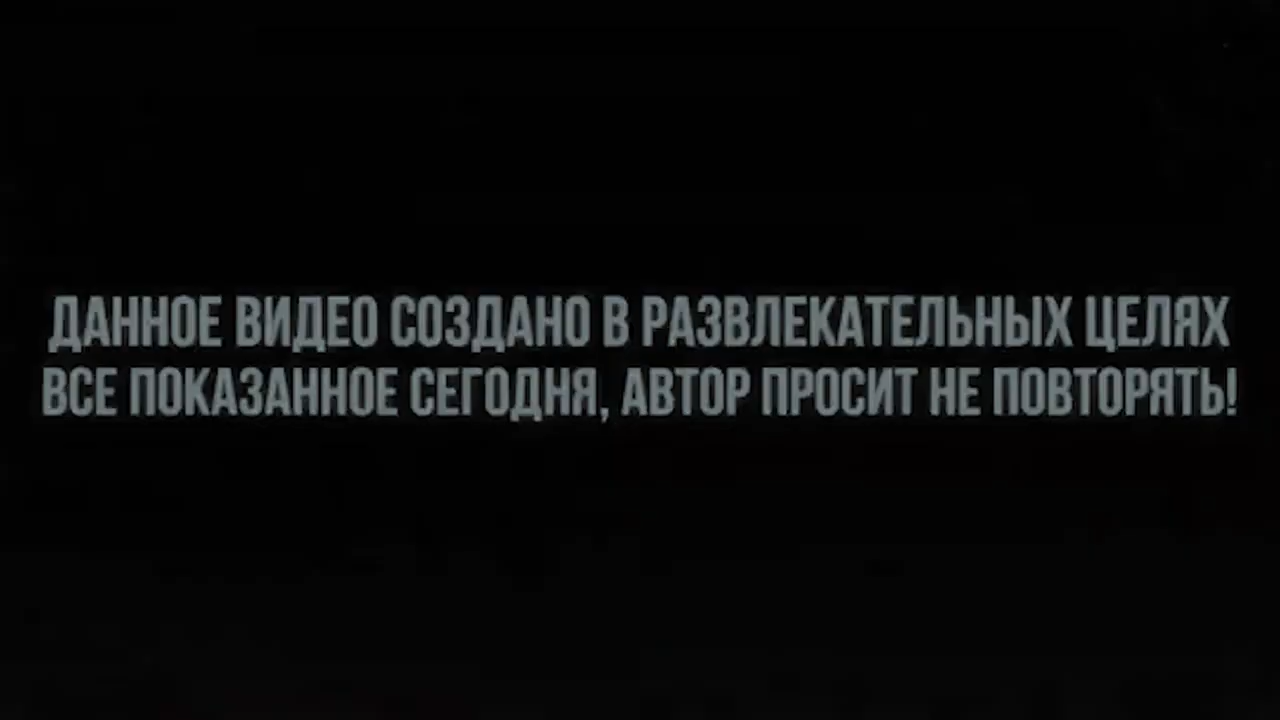 ДАННОЕ ВИДЕО СОЗДАНО В РАЗВЛЕКАТЕЛЬНЫХ ЦЕЛЯХ
ВСЕ ПОКАЗАННОЕ СЕГОДНЯ, АВТОР ПРОСИТ НЕ ПОВТОРЯТЬ!